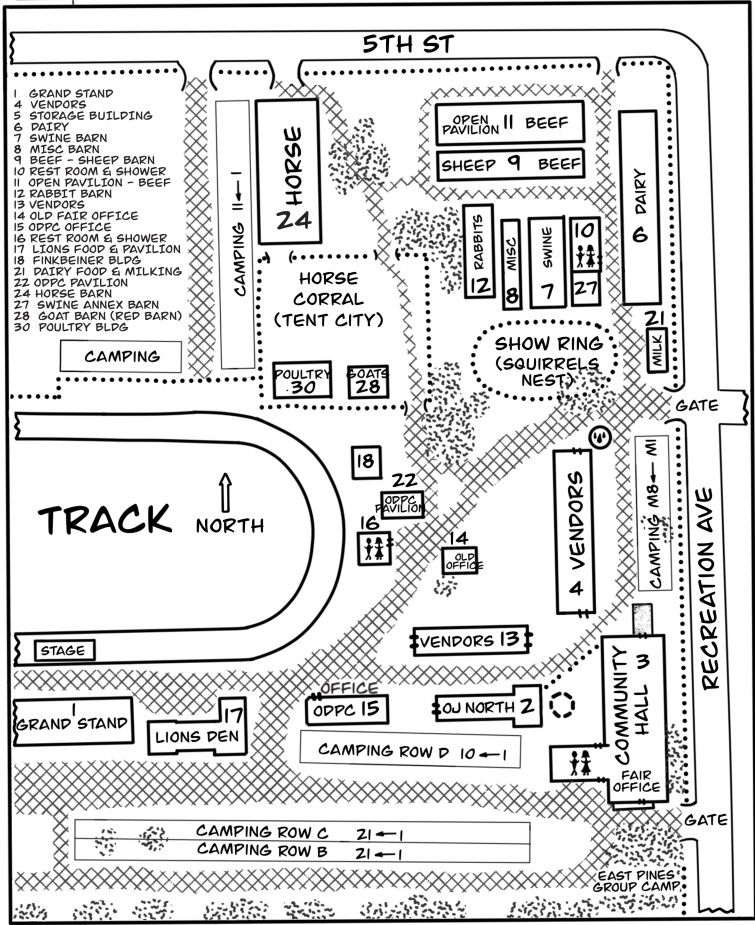 5TH ST
1 GRAND STAND
4 VENDORS
5 STORAGE BUILDING
6 DAIRY
7 SWINE BARN
8 MISC BARN
9 BEEF - SHEEP BARN
10 REST ROOM & SHOWER
11 OPEN PAVILION - BEEF
12 RABBIT BARN
13 VENDORS
14 OLD FAIR OFFICE
15 ODPC OFFICE
16 REST ROOM & SHOWER
17 LIONS FOOD & PAVILION
18 FINKBEINER BLDG
21 DAIRY FOOD & MILKING
22 ODPC PAVILION
24 HORSE BARN
27 SWINE ANNEX BARN
28 GOAT BARN (RED BARN)
30 POULTRY BLDG
CAMPING
CAMPING 11←1
HORSE
24
OPEN
PAVILION 11 BEEF
SHEEP 9 BEEF
DAIRY
6
RABBITS
12
MISC
8
SWINE
7
10
27
21
MILK
HORSE
CORRAL
(TENT CITY)
POULTRY
30
GOATS
28
SHOW RING
(SQUIRRELS
NEST)
GATE
18
22
ODPC
PAVILION
16
14
OLD
OFFICE
TRACK
NORTH
4 VENDORS
CAMPING M8←M1
RECREATION AVE
STAGE
VENDORS 13
1
GRAND STAND
17
LIONS DEN
OFFICE
ODPC 15
OJ NORTH 2
COMMUNITY
HALL 3
FAIR
OFFICE
CAMPING ROW D 10←1
GATE
CAMPING ROW C 21←1
CAMPING ROW B 21←1
EAST PINES
GROUP CAMP